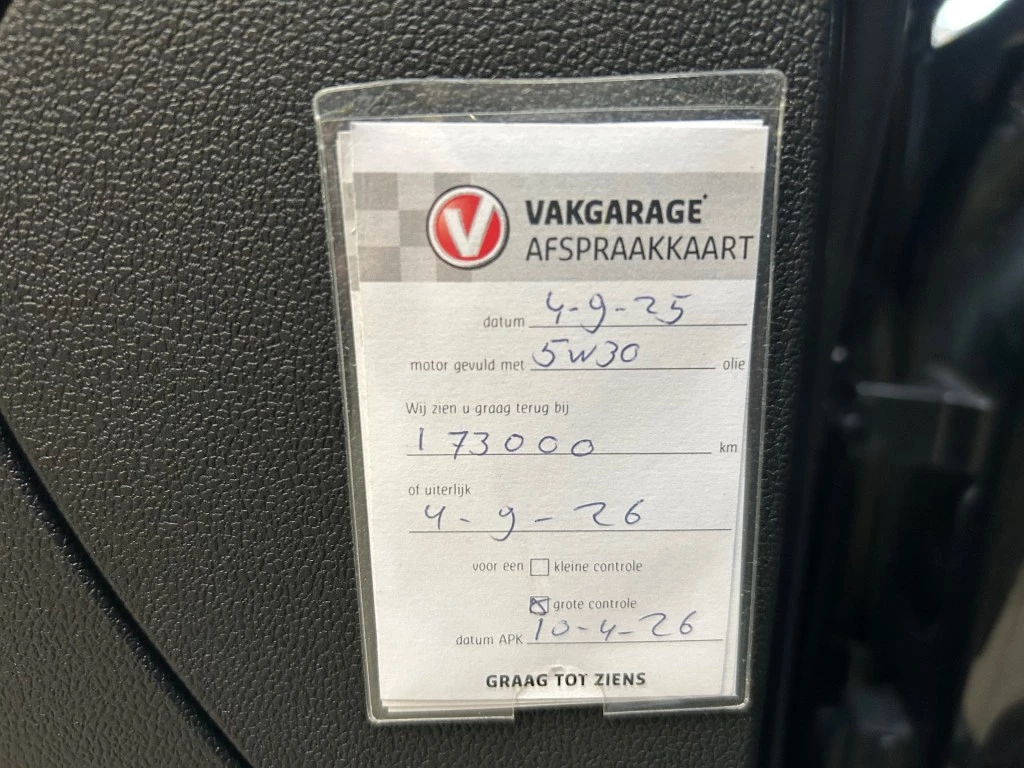 V VAKGARAGE
AFSPRAAKKAART
datum 4-9-25
motor gevuld met 5W30 olie
Wij zien u graag terug bij
173000 km
of uiterlijk
4-9-26
voor een kleine controle
grote controle
datum APK 10-4-26
GRAAG TOT ZIENS